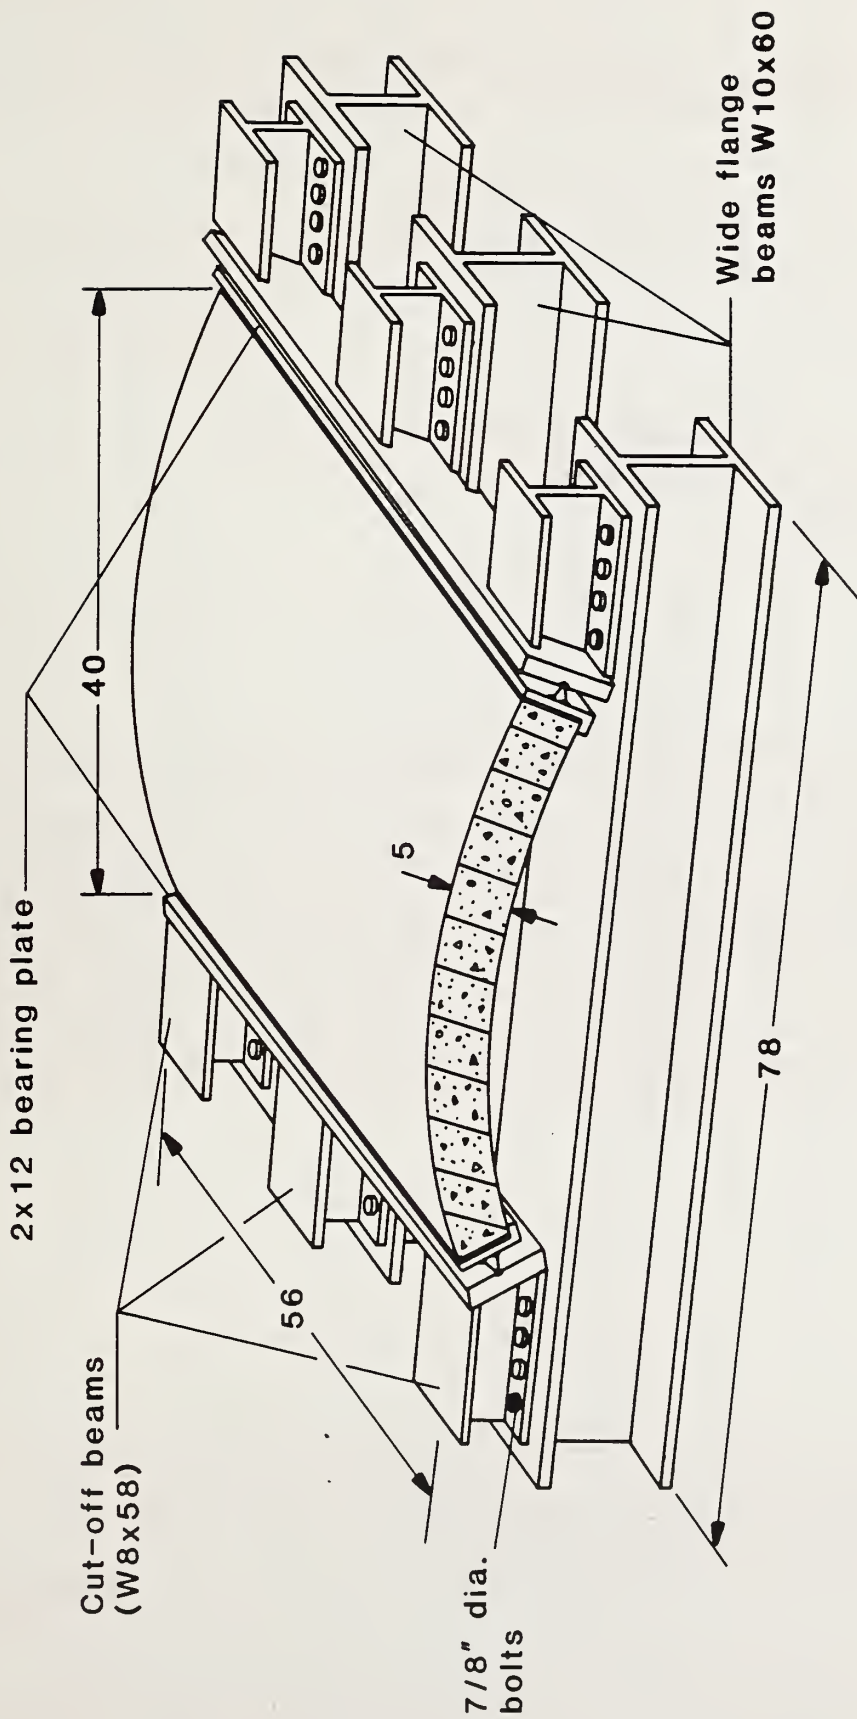 2x12 bearing plate
40
Cut-off beams
(W8x58)
56
5
7/8" dia.
bolts
78
Wide flange
beams W10x60